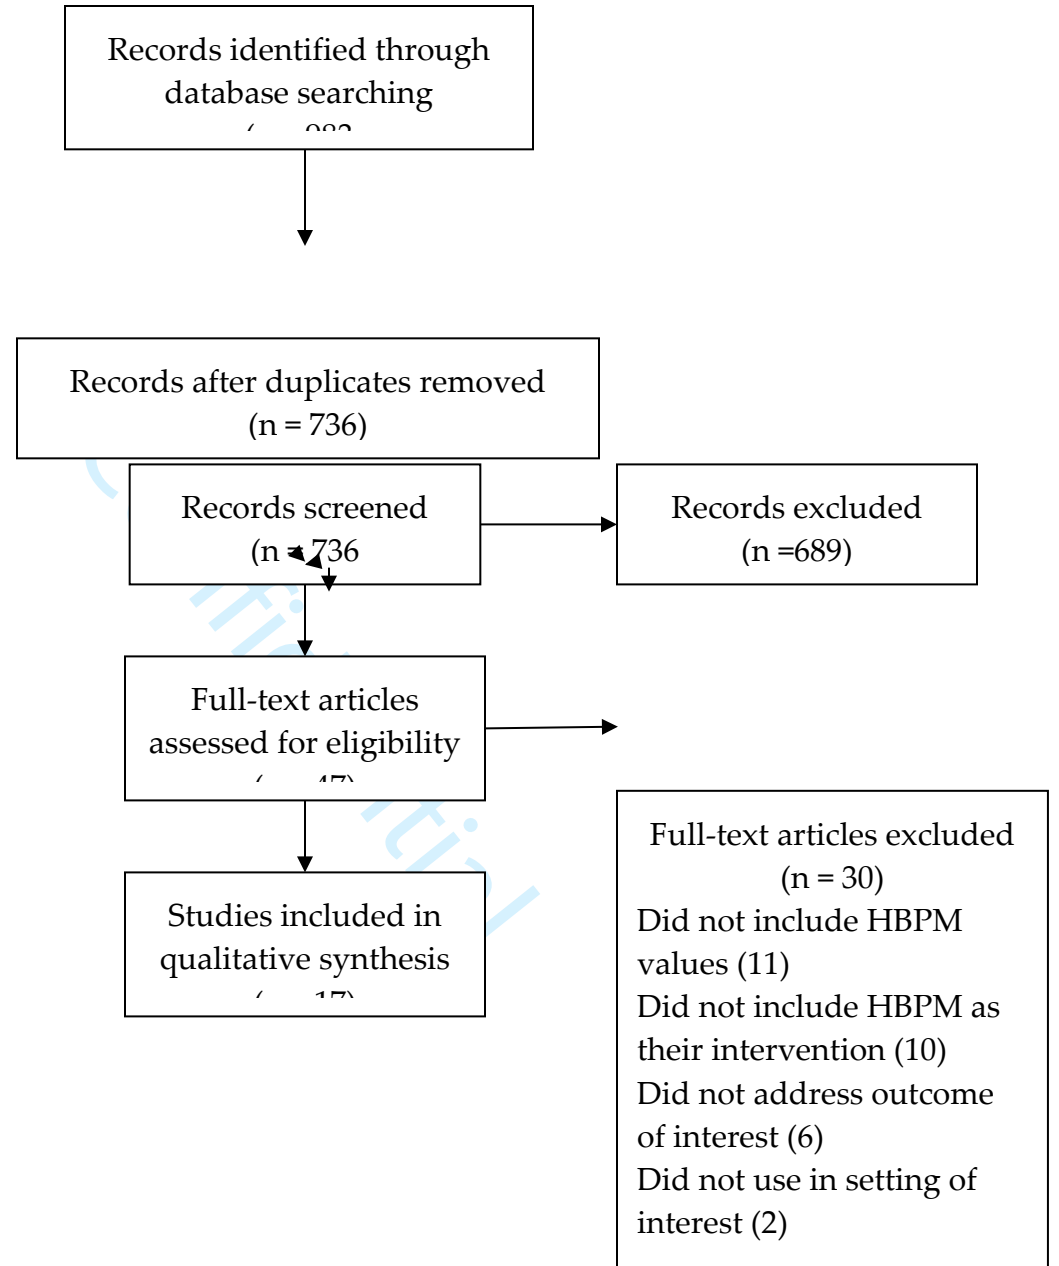 Records identified through
database searching
Records after duplicates removed
(n = 736)
Records screened
(n = 736
Records excluded
(n =689)
Full-text articles
assessed for eligibility
Studies included in
qualitative synthesis
Full-text articles excluded
(n = 30)
Did not include HBPM
values (11)
Did not include HBPM as
their intervention (10)
Did not address outcome
of interest (6)
Did not use in setting of
interest (2)